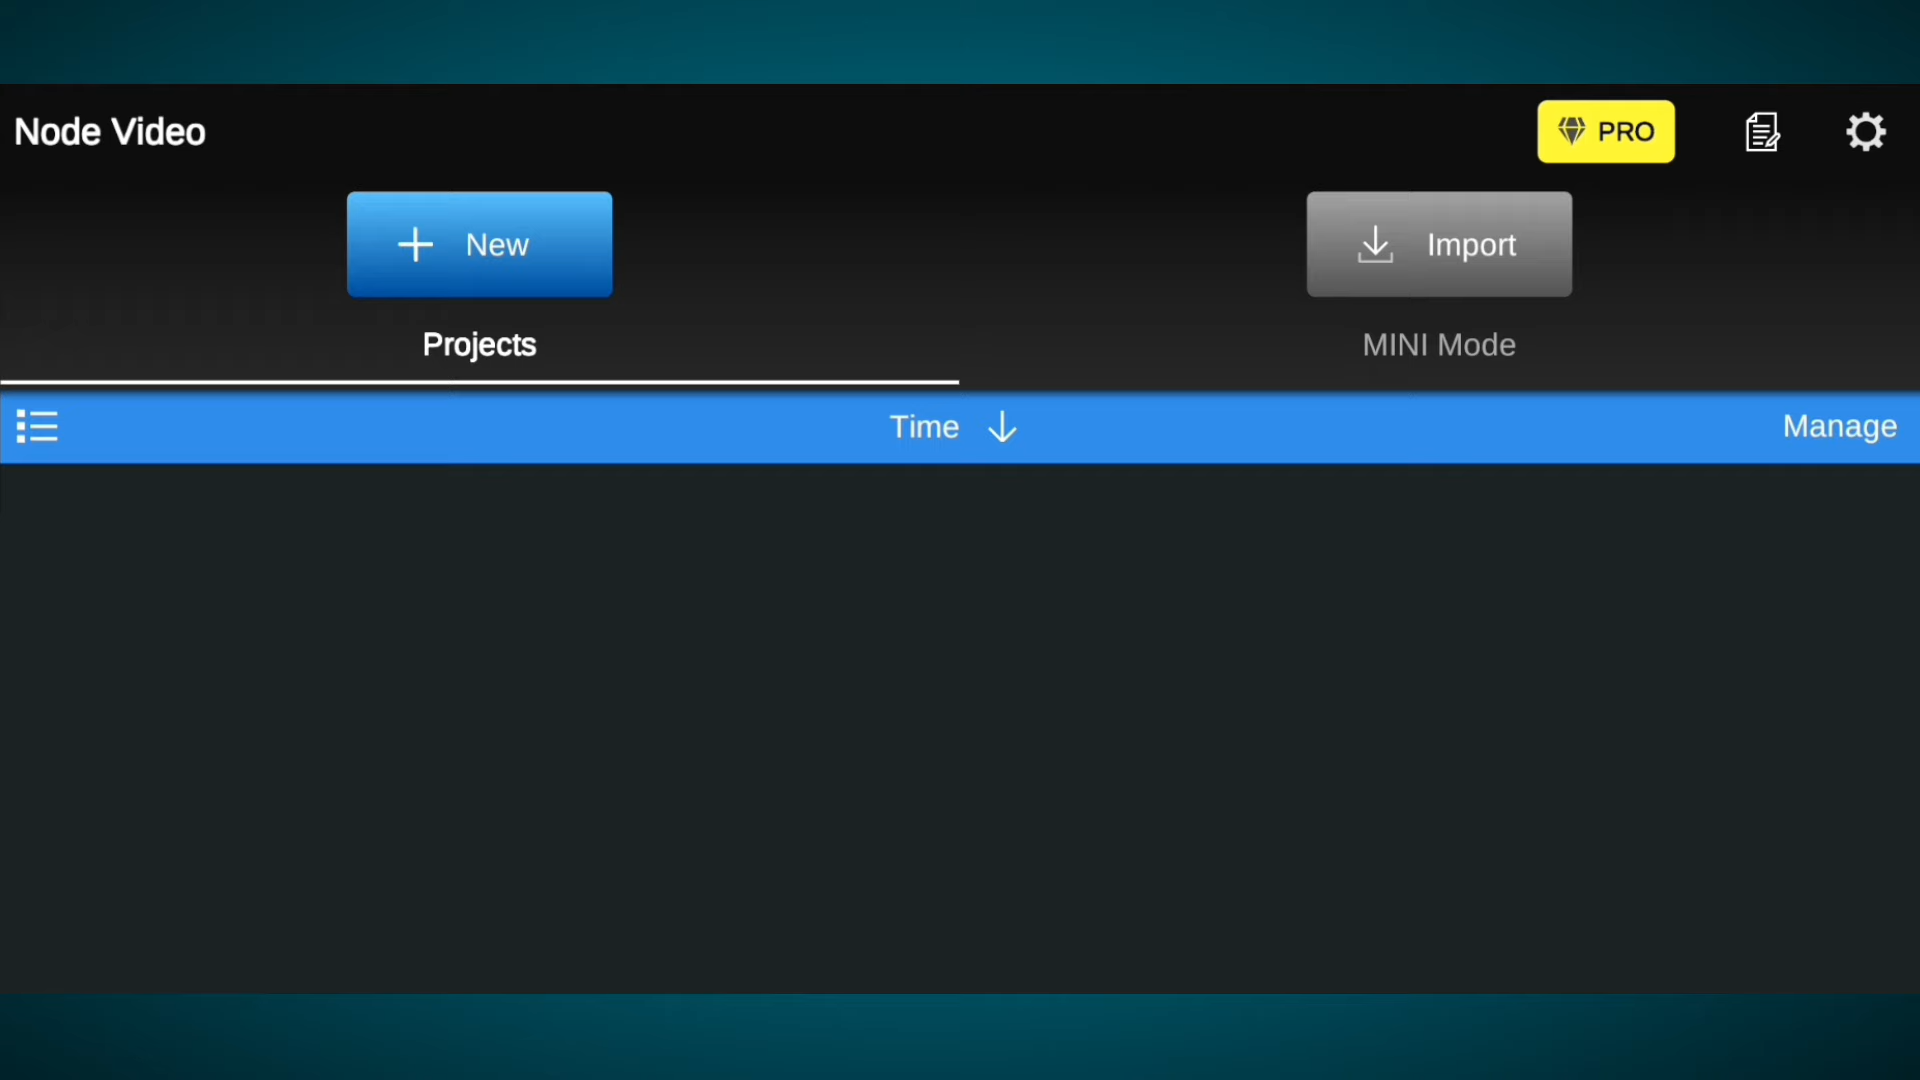 Node Video
PRO
New
Import
Projects
MINI Mode
Time
Manage